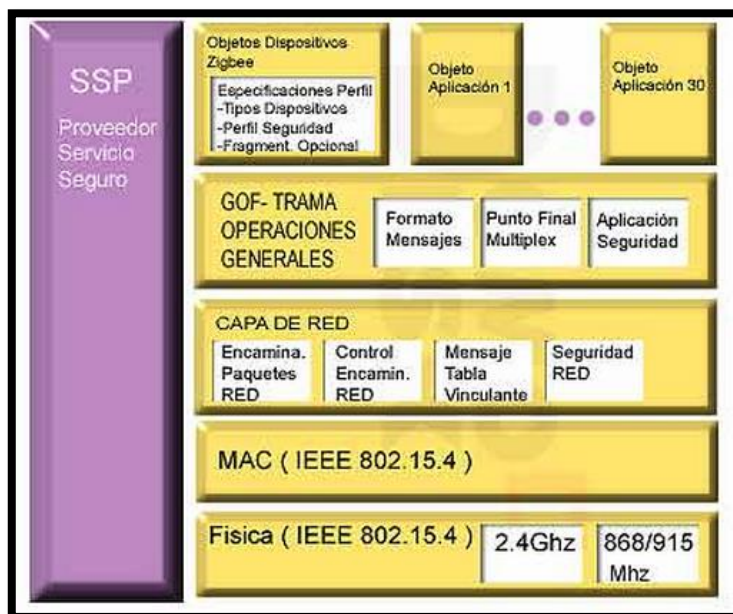 SSP
Proveedor
Servicio
Seguro
Objetos Dispositivos
Zigbee
Especificaciones Perfil
-Tipos Dispositivos
-Perfil Seguridad
-Fragment. Opcional
Objeto
Aplicación 1
Objeto
Aplicación 30
GOF- TRAMA
OPERACIONES
GENERALES
Formato
Mensajes
Punto Final
Multiplex
Aplicación
Seguridad
CAPA DE RED
Encamina.
Paquetes
RED
Control
Encamin.
RED
Mensaje
Tabla
Vinculante
Seguridad
RED
MAC ( IEEE 802.15.4 )
Fisica ( IEEE 802.15.4 )
2.4Ghz
868/915
Mhz